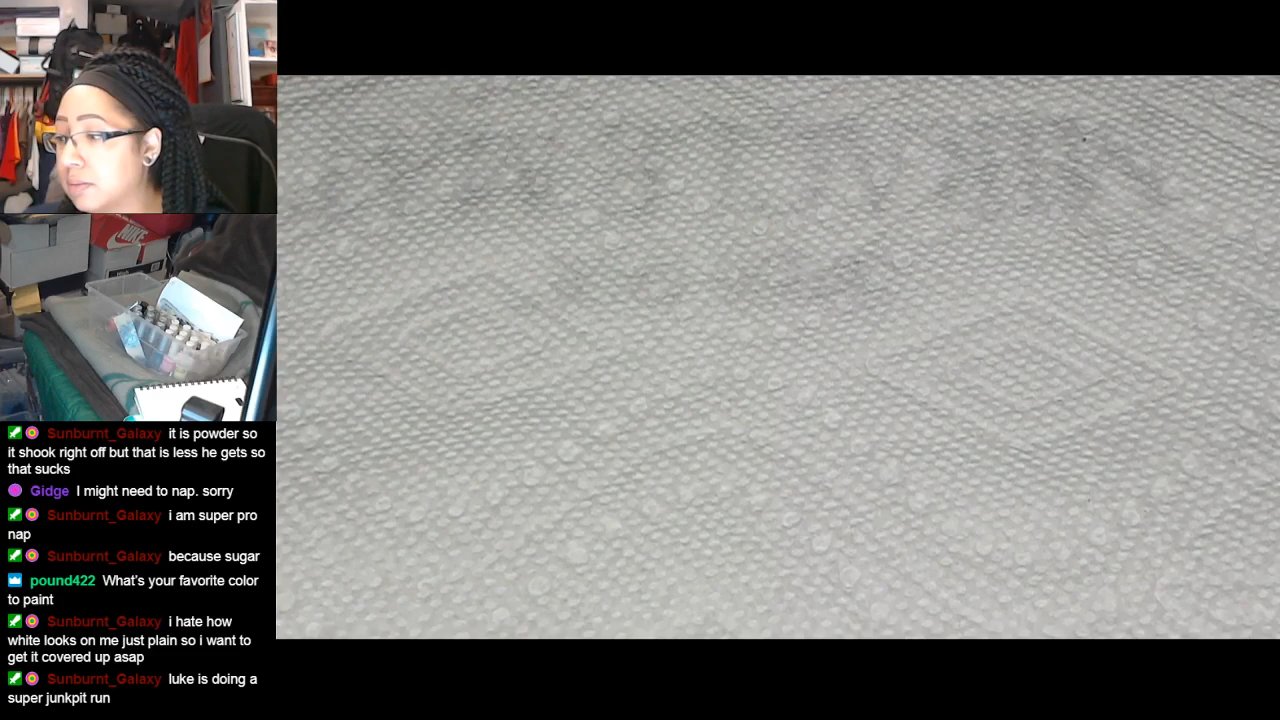 NIKE
Sunburnt_Galaxy it is powder so
it shook right off but that is less he gets so
that sucks
Gidge I might need to nap. sorry
Sunburnt_Galaxy i am super pro
nap
Sunburnt_Galaxy because sugar
pound422 What's your favorite color
to paint
Sunburnt_Galaxy i hate how
white looks on me just plain so i want to
get it covered up asap
Sunburnt_Galaxy luke is doing a
super junkpit run